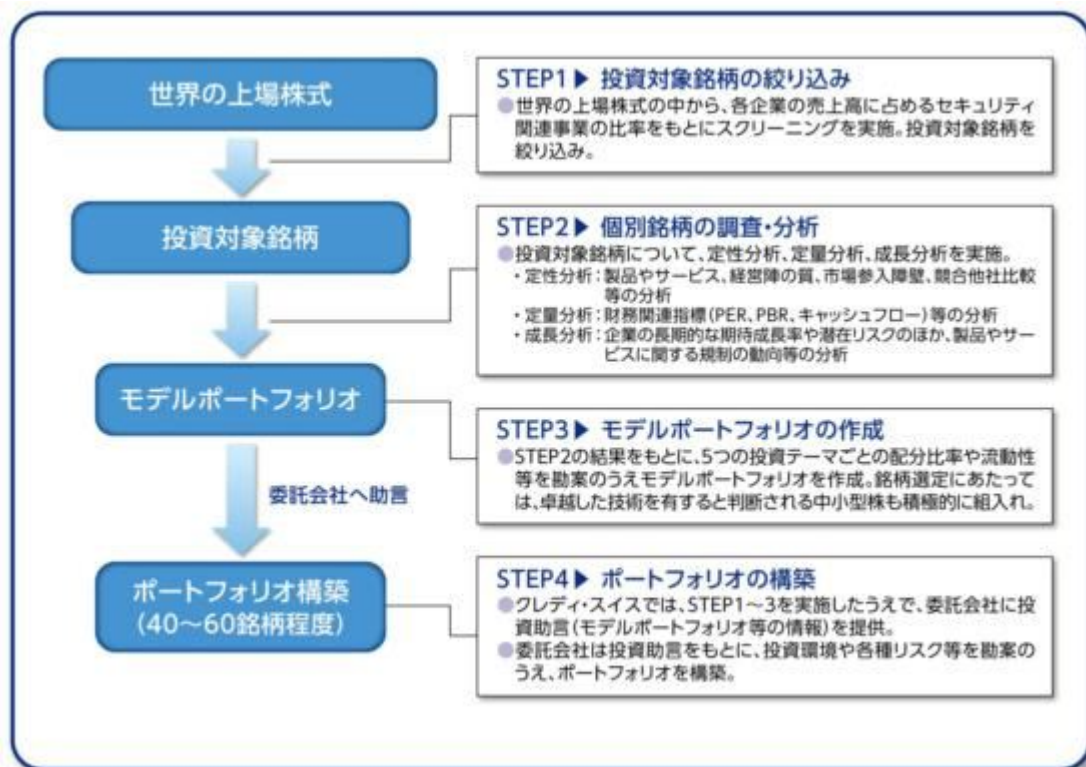 世界の上場株式
STEP1▶ 投資対象銘柄の絞り込み
●世界の上場株式の中から、各企業の売上高に占めるセキュリティ
関連事業の比率をもとにスクリーニングを実施。投資対象銘柄を
絞り込み。
投資対象銘柄
STEP2▶ 個別銘柄の調査・分析
●投資対象銘柄について、定性分析、定量分析、成長分析を実施。
・定性分析：製品やサービス、経営陣の質、市場参入障壁、競合他社比較
等の分析
・定量分析：財務関連指標（PER、PBR、キャッシュフロー）等の分析
・成長分析：企業の長期的な期待成長率や潜在リスクのほか、製品やサー
ビスに関する規制の動向等の分析
モデルポートフォリオ
STEP3▶ モデルポートフォリオの作成
●STEP2の結果をもとに、5つの投資テーマごとの配分比率や流動性
等を勘案のうえモデルポートフォリオを作成。銘柄選定にあたって
は、卓越した技術を有すると判断される中小型株も積極的に組入れ。
委託会社へ助言
ポートフォリオ構築
（40～60銘柄程度）
STEP4▶ ポートフォリオの構築
●クレディ・スイスでは、STEP1～3を実施したうえで、委託会社に投
資助言（モデルポートフォリオ等の情報）を提供。
●委託会社は投資助言をもとに、投資環境や各種リスク等を勘案の
うえ、ポートフォリオを構築。